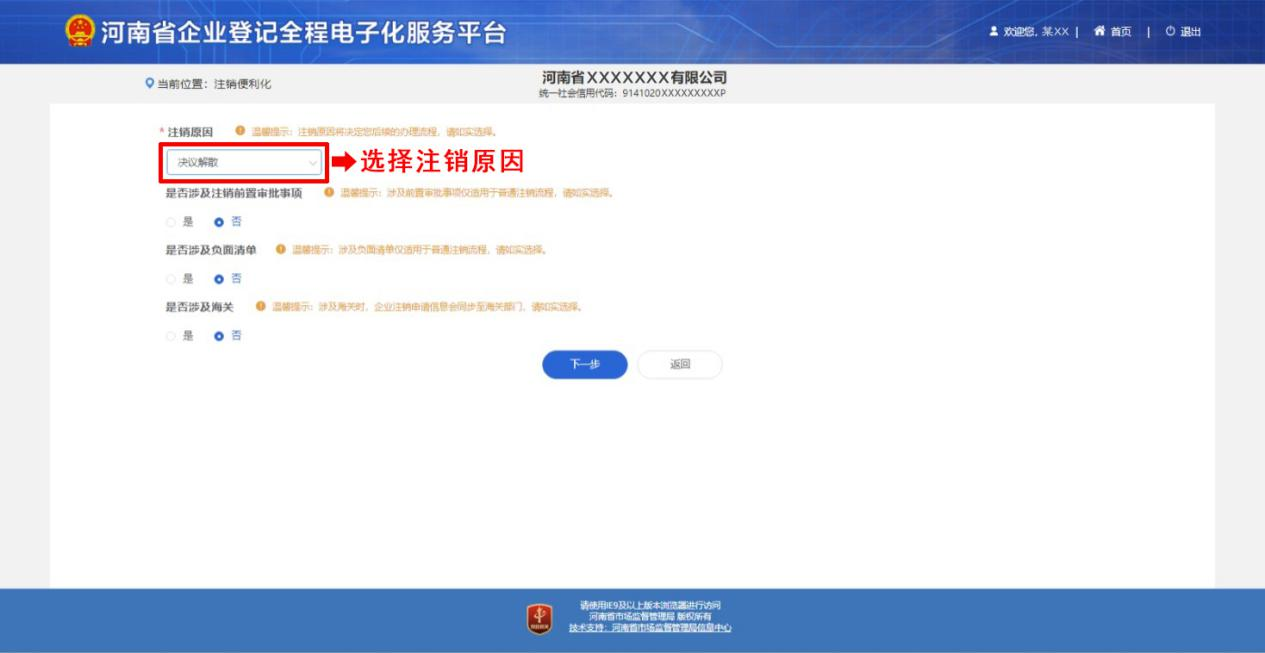 河南省企业登记全程电子化服务平台
欢迎您, 某XX | 首页 | 退出
当前位置：注销便利化
河南省XXXXXXX有限公司
统一社会信用代码：9141020XXXXXXXXXP
* 注销原因 温馨提示：注销原因将决定您后续的办理流程，请如实选择。
决议解散
➡选择注销原因
是否涉及注销前置审批事项 温馨提示：涉及前置审批事项仅适用于普通注销流程，请如实选择。
是 否
是否涉及负面清单 温馨提示：涉及负面清单仅适用于普通注销流程，请如实选择。
是 否
是否涉及海关 温馨提示：涉及海关时，企业注销申请信息会同步至海关部门，请如实选择。
是 否
下一步 返回
请使用IE9及以上版本浏览器进行访问
河南省市场监督管理局 版权所有
技术支持：河南省市场监督管理局信息中心